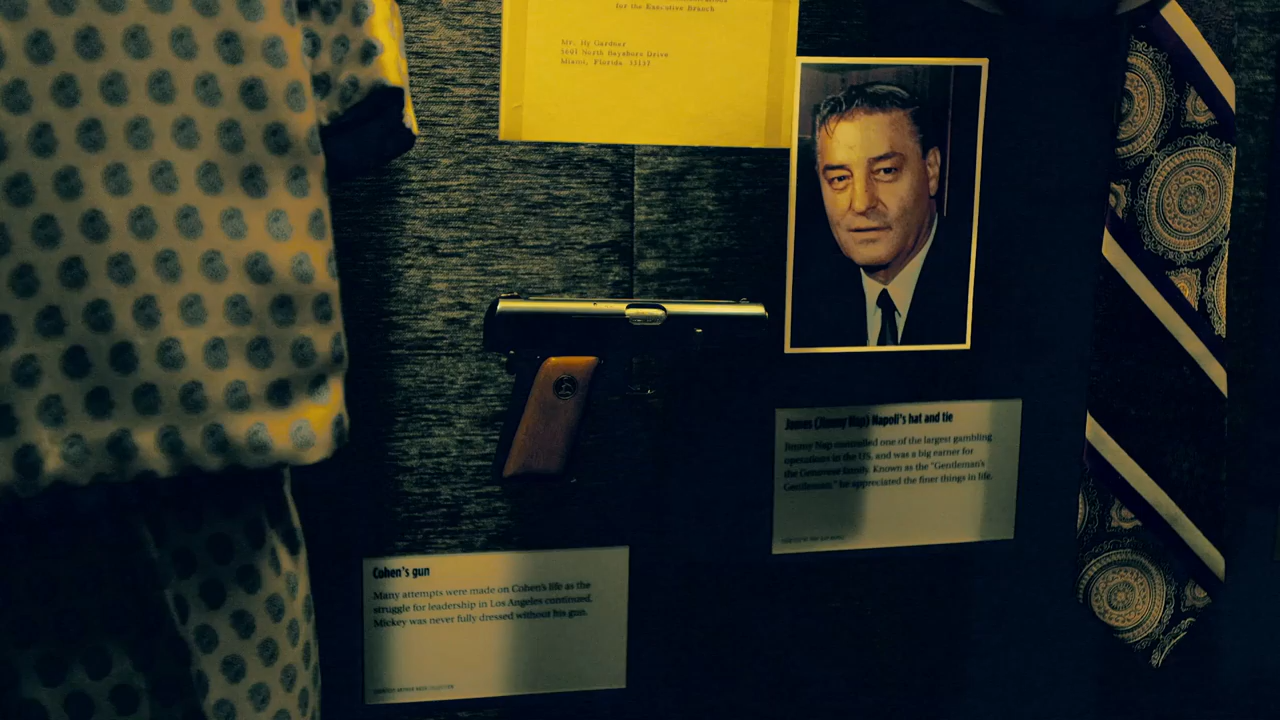 for the Executive Branch
Mr. Hy Gardner
Miami, Florida 33137
James (Jimmy Nap) Napoli's hat and tie
Jimmy Nap controlled one of the largest gambling
operations in the US, and was a big earner for
the Genovese family. Known as the "Gentleman's
Gentleman" he appreciated the finer things in life.
Cohen's gun
Many attempts were made on Cohen's life as the
struggle for leadership in Los Angeles continued.
Mickey was never fully dressed without his gun.